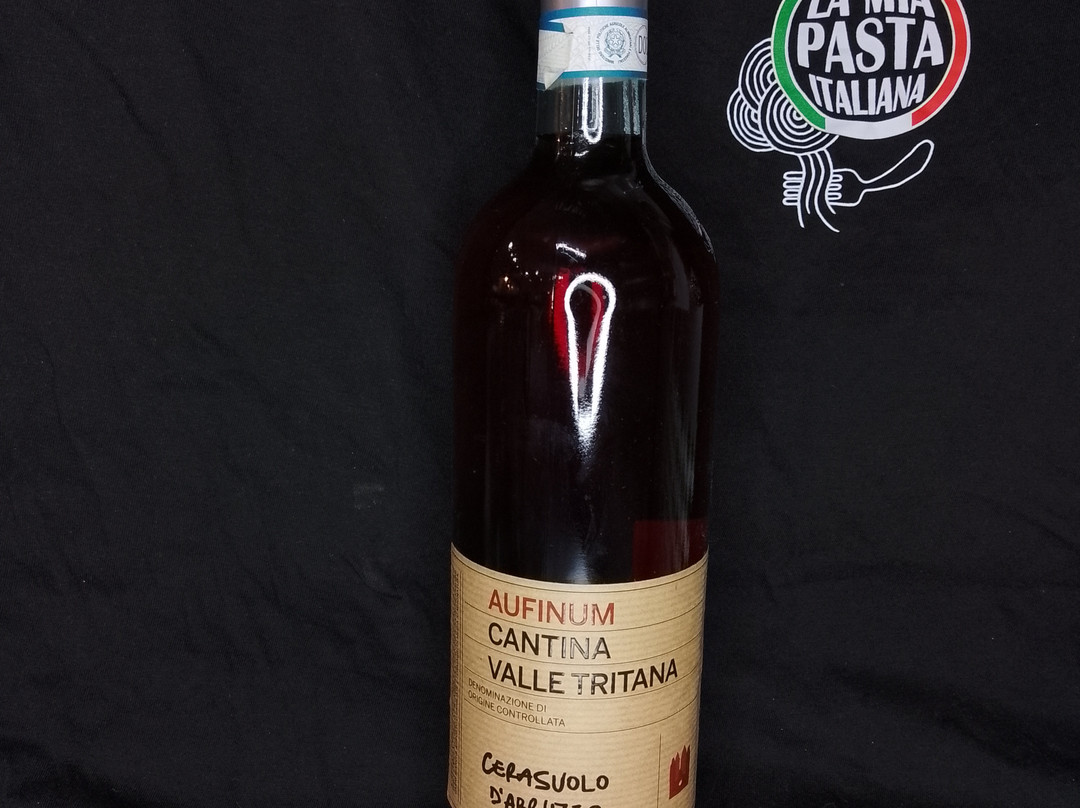 LA MIA
PASTA
ITALIANA
AUFINUM
CANTINA
VALLE TRITANA
DENOMINAZIONE DI
ORIGINE CONTROLLATA
CERASUOLO